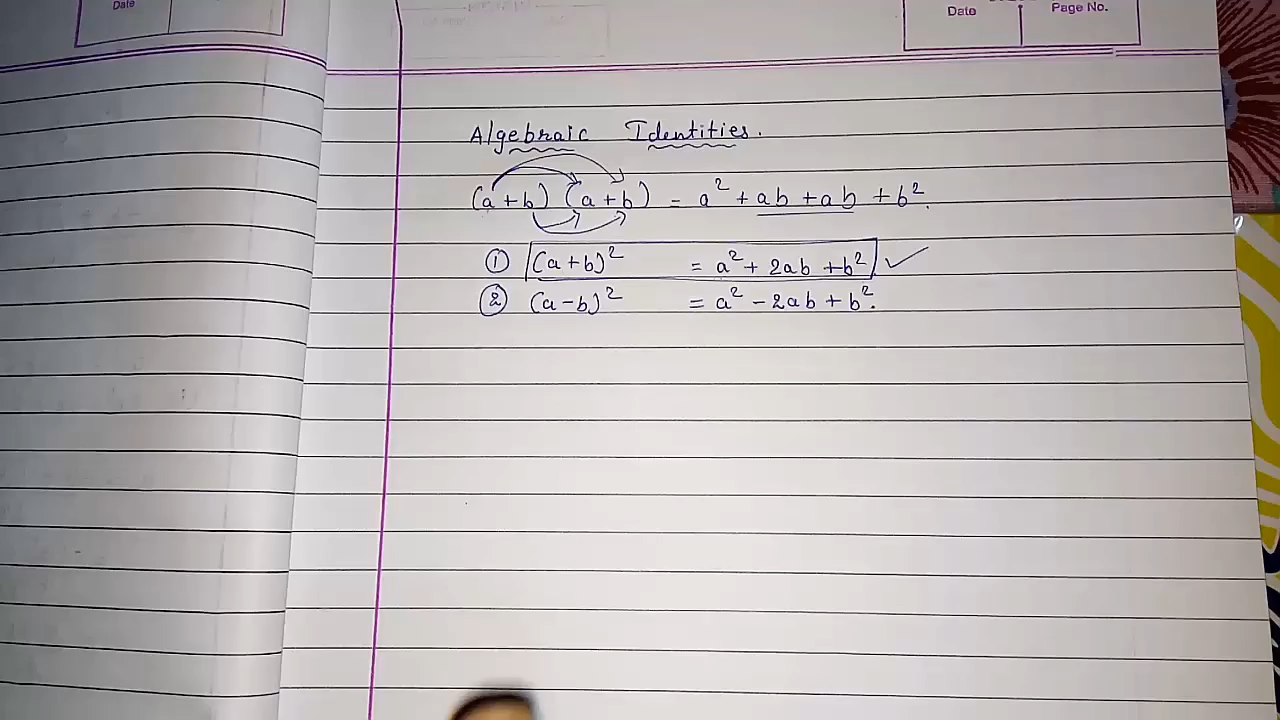 Date
Date Page No.
Algebraic Identities.
(a+b) (a+b) = a² + ab + ab + b².
① (a+b)² = a² + 2ab + b² ✓
② (a-b)² = a² - 2ab + b².